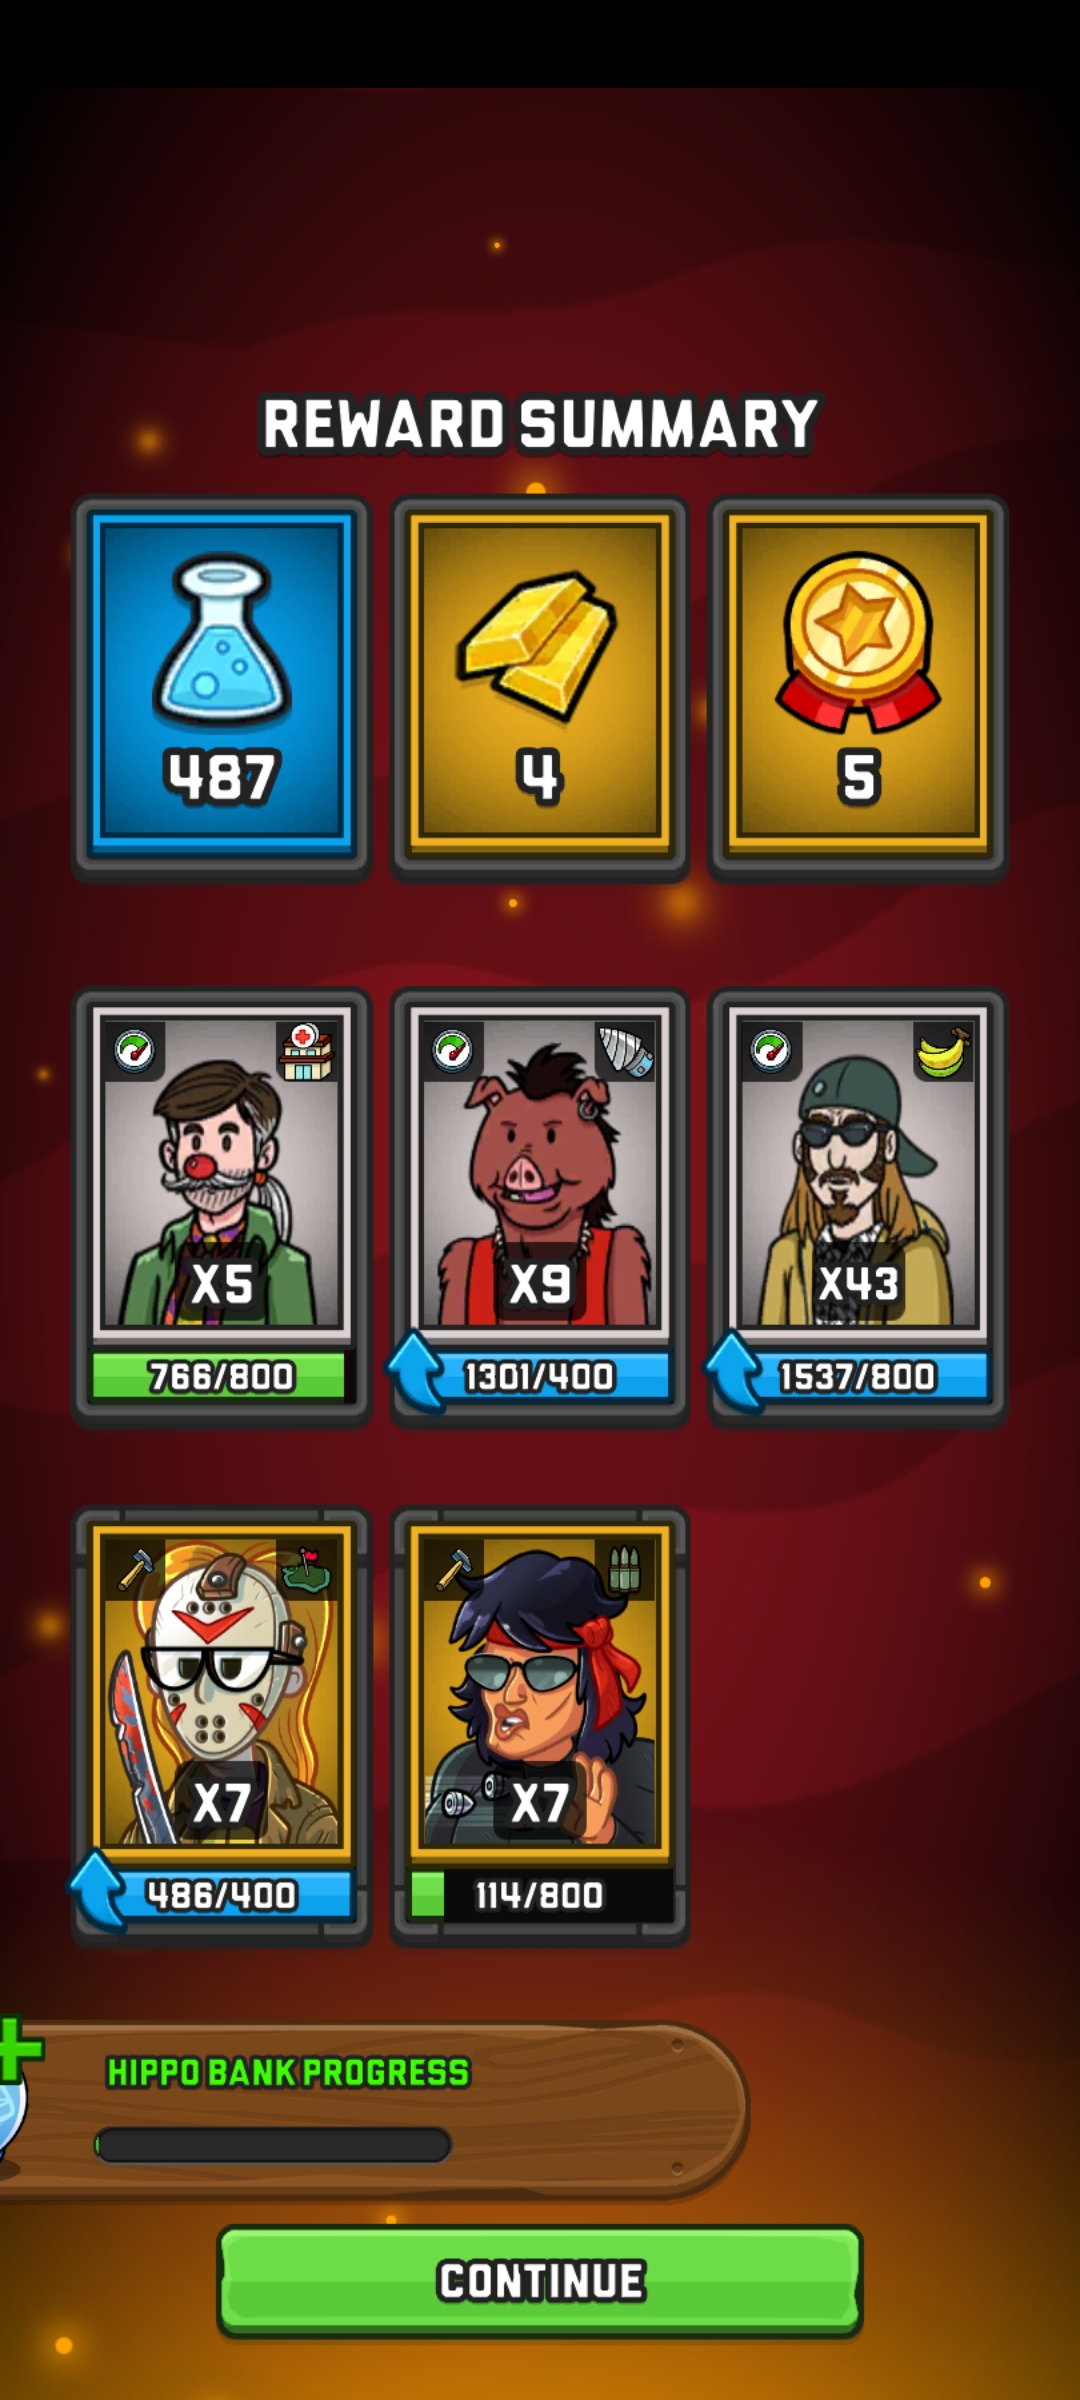 REWARD SUMMARY
487
4
5
X5
X9
X43
766/800
1301/400
1537/800
X7
X7
486/400
114/800
HIPPO BANK PROGRESS
CONTINUE